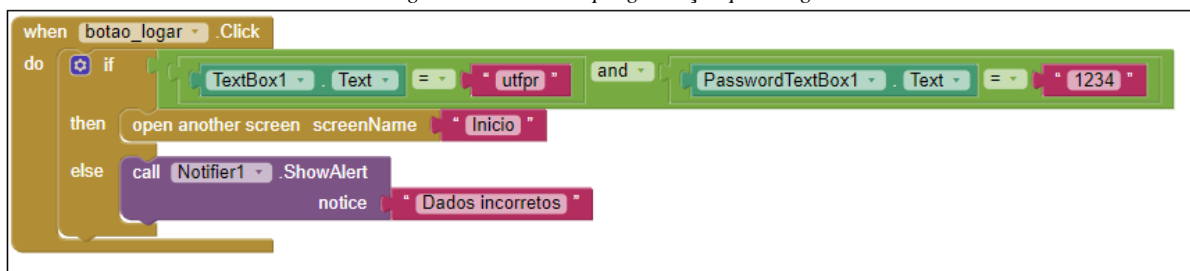 when botao_logar .Click
do if TextBox1 . Text = " utfpr " and PasswordTextBox1 . Text = " 1234 "
then open another screen screenName " Inicio "
else call Notifier1 .ShowAlert
notice " Dados incorretos "